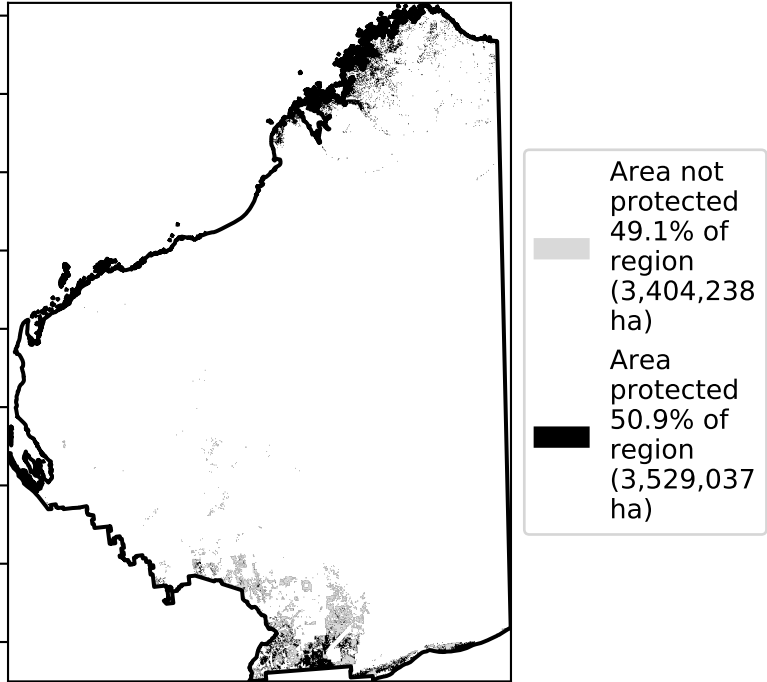 Area not
protected
49.1% of
region
(3,404,238
ha)
Area
protected
50.9% of
region
(3,529,037
ha)